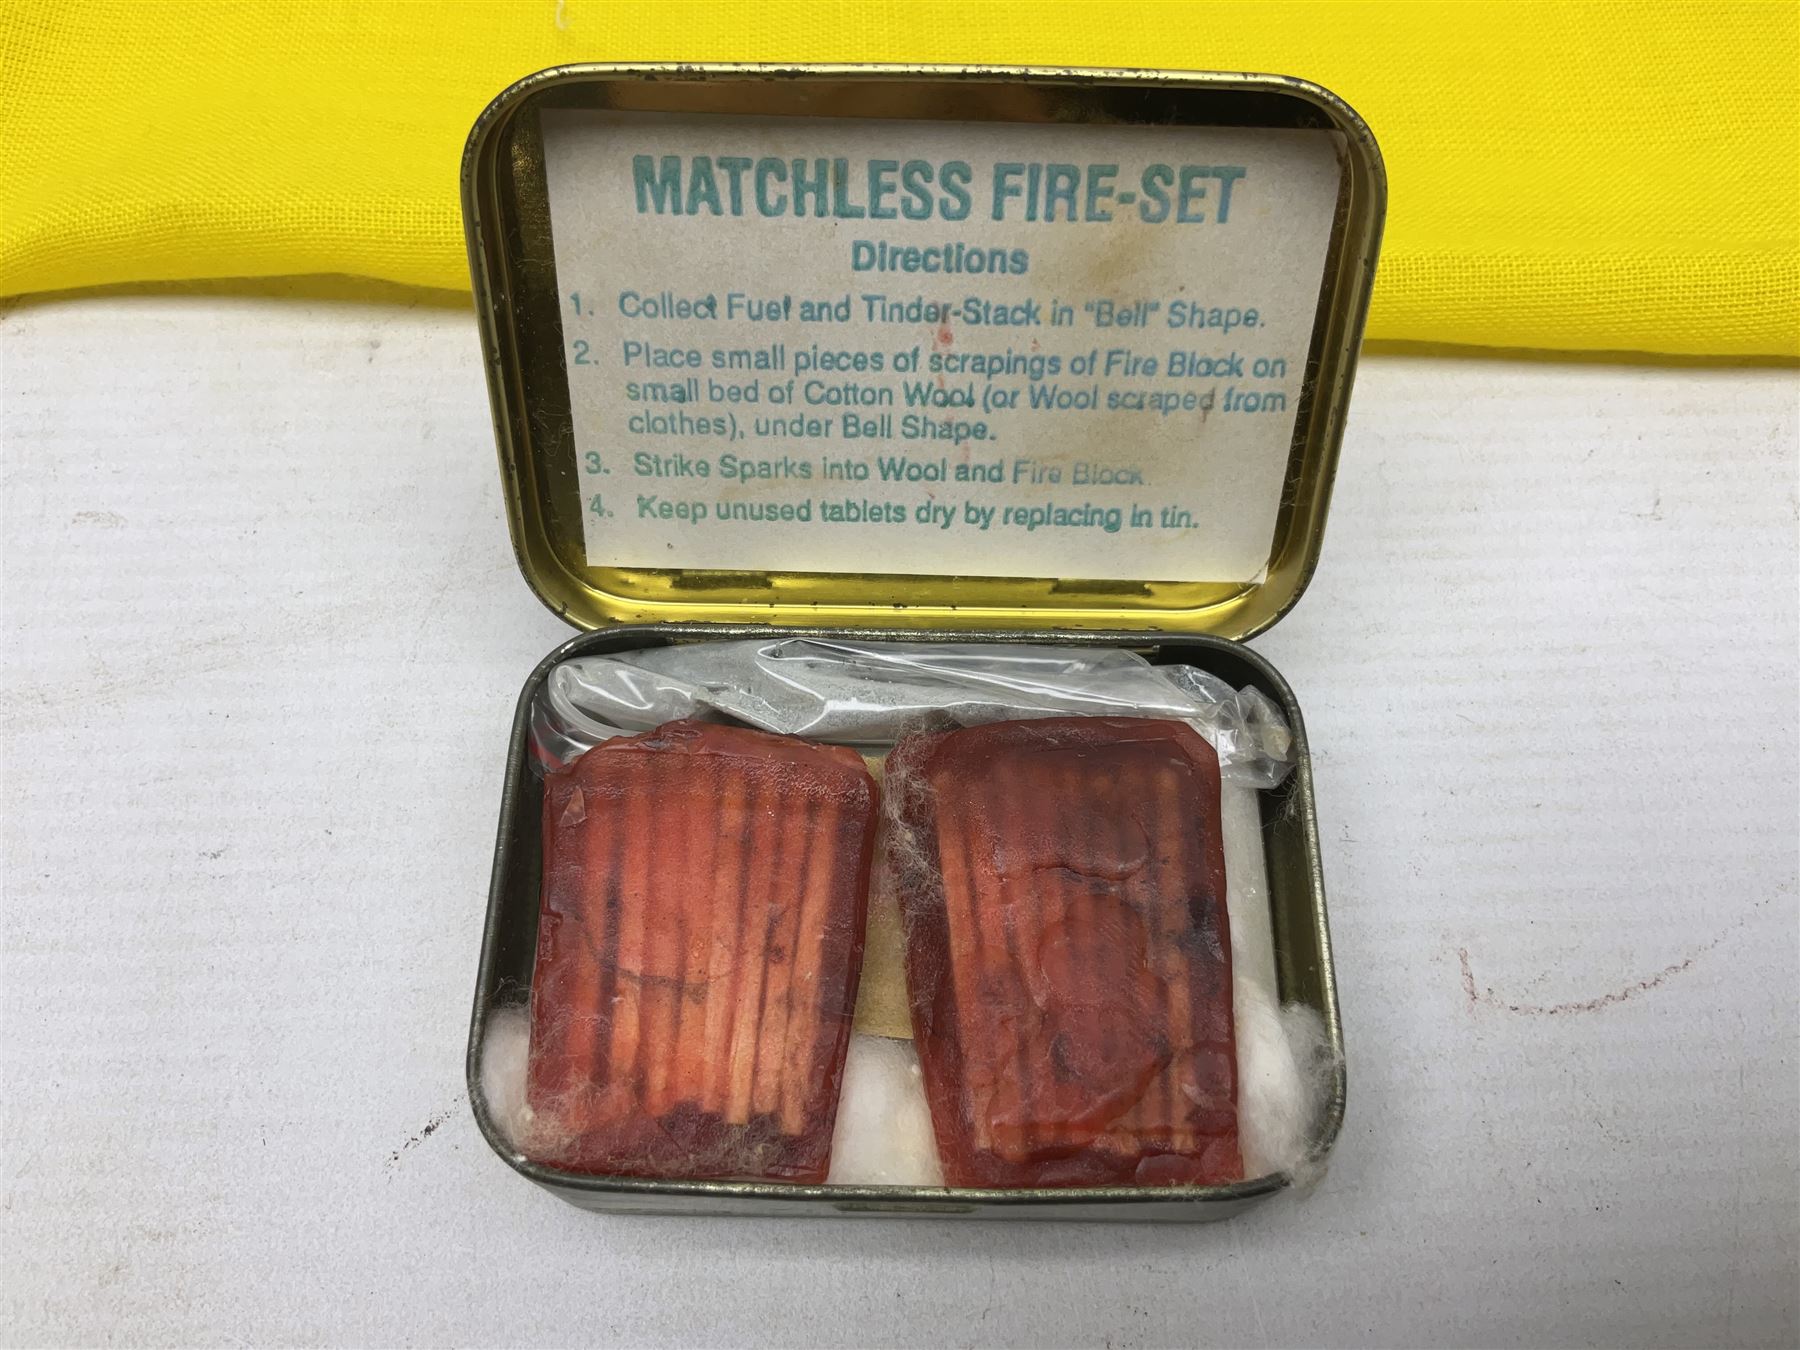 MATCHLESS FIRE-SET
Directions
1. Collect Fuel and Tinder-Stack in "Bell" Shape.
2. Place small pieces of scrapings of Fire Block on
small bed of Cotton Wool (or Wool scraped from
clothes), under Bell Shape.
3. Strike Sparks into Wool and Fire Block.
4. Keep unused tablets dry by replacing in tin.